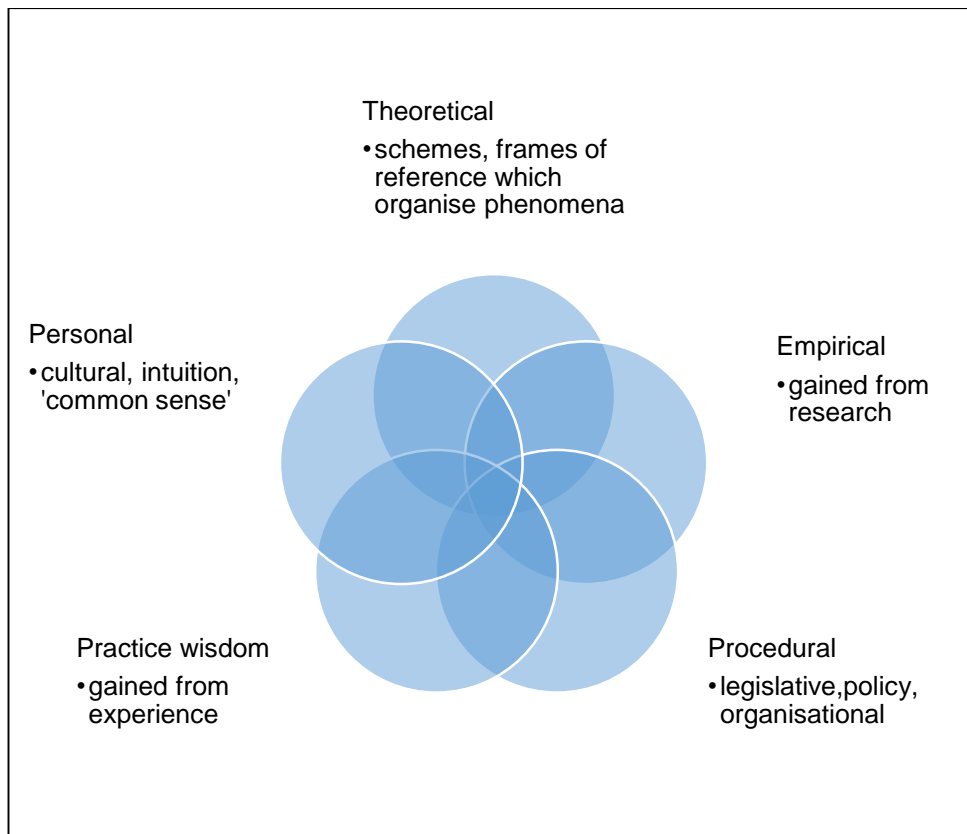 Theoretical
•schemes, frames of
reference which
organise phenomena
Personal
•cultural, intuition,
'common sense'
Empirical
•gained from
research
Practice wisdom
•gained from
experience
Procedural
•legislative,policy,
organisational